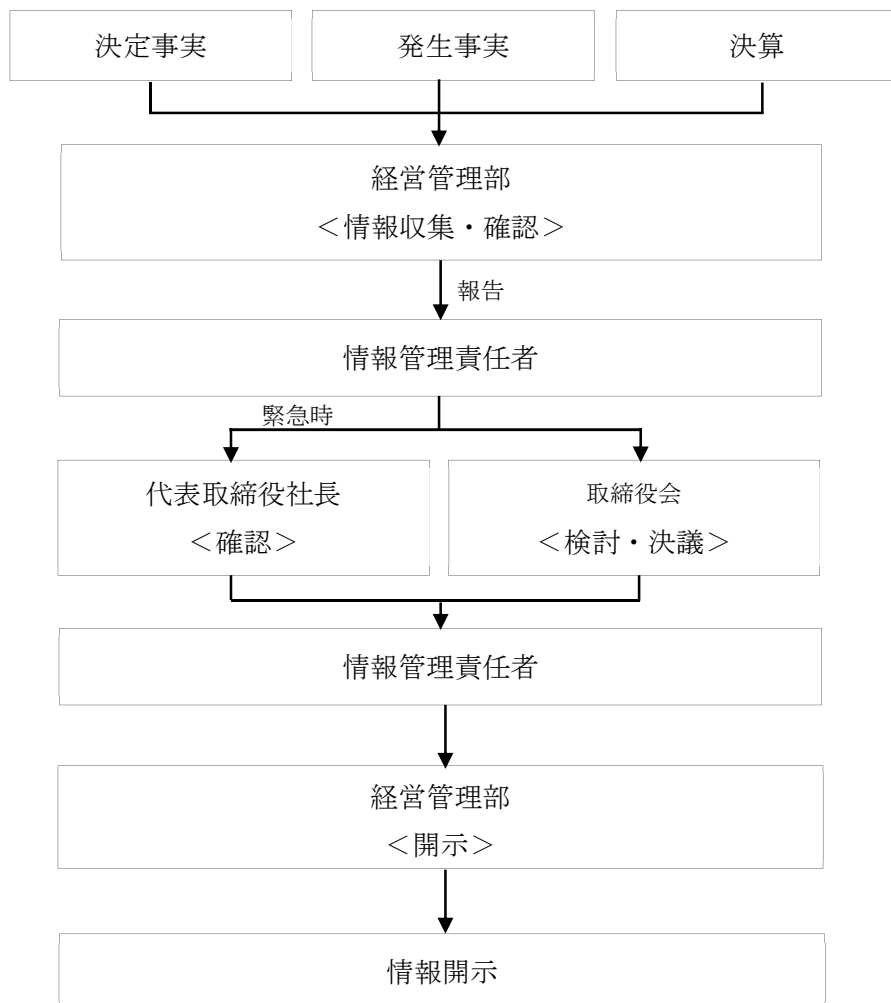 決定事実
発生事実
決算
経営管理部
＜情報収集・確認＞
報告
情報管理責任者
緊急時
代表取締役社長
＜確認＞
取締役会
＜検討・決議＞
情報管理責任者
経営管理部
＜開示＞
情報開示